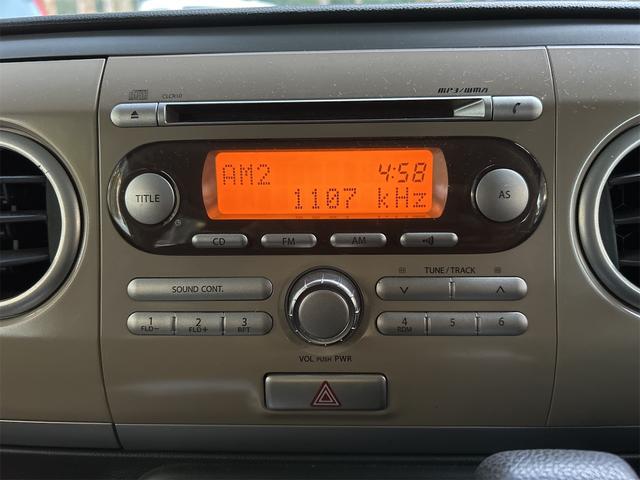 CLCR10
MP3/WMA
TITLE
AM2 4:58
1107 kHz
AS
CD FM AM
SOUND CONT.
TUNE/TRACK
1 2 3
FLD− FLD+ RPT
4 5 6
RDM
VOL PUSH PWR